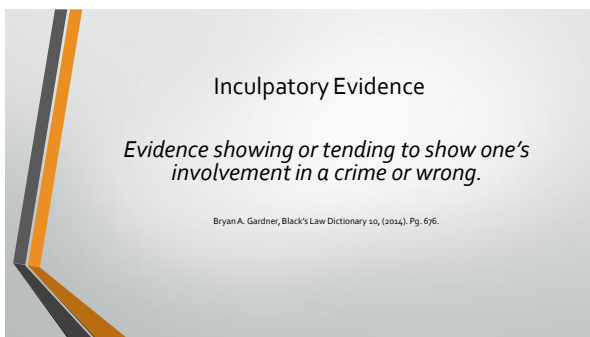 Inculpatory Evidence
Evidence showing or tending to show one's
involvement in a crime or wrong.
Bryan A. Gardner, Black's Law Dictionary 10, (2014). Pg. 676.